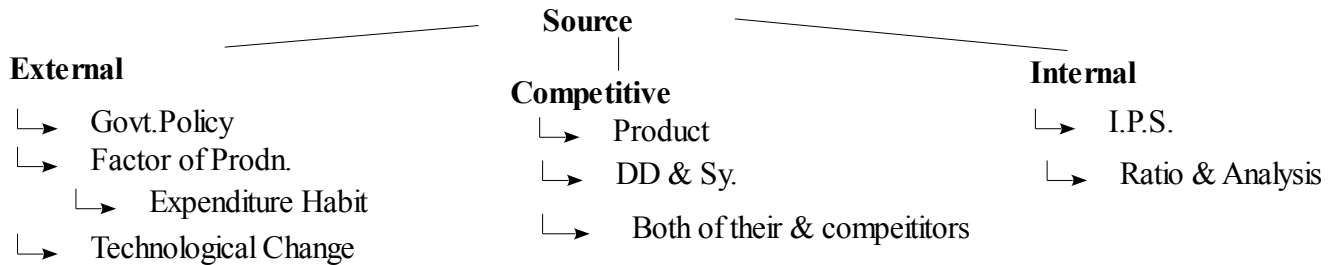 Source
External
Govt.Policy
Factor of Prodn.
Expenditure Habit
Technological Change
Competitive
Product
DD & Sy.
Both of their & compeititors
Internal
I.P.S.
Ratio & Analysis